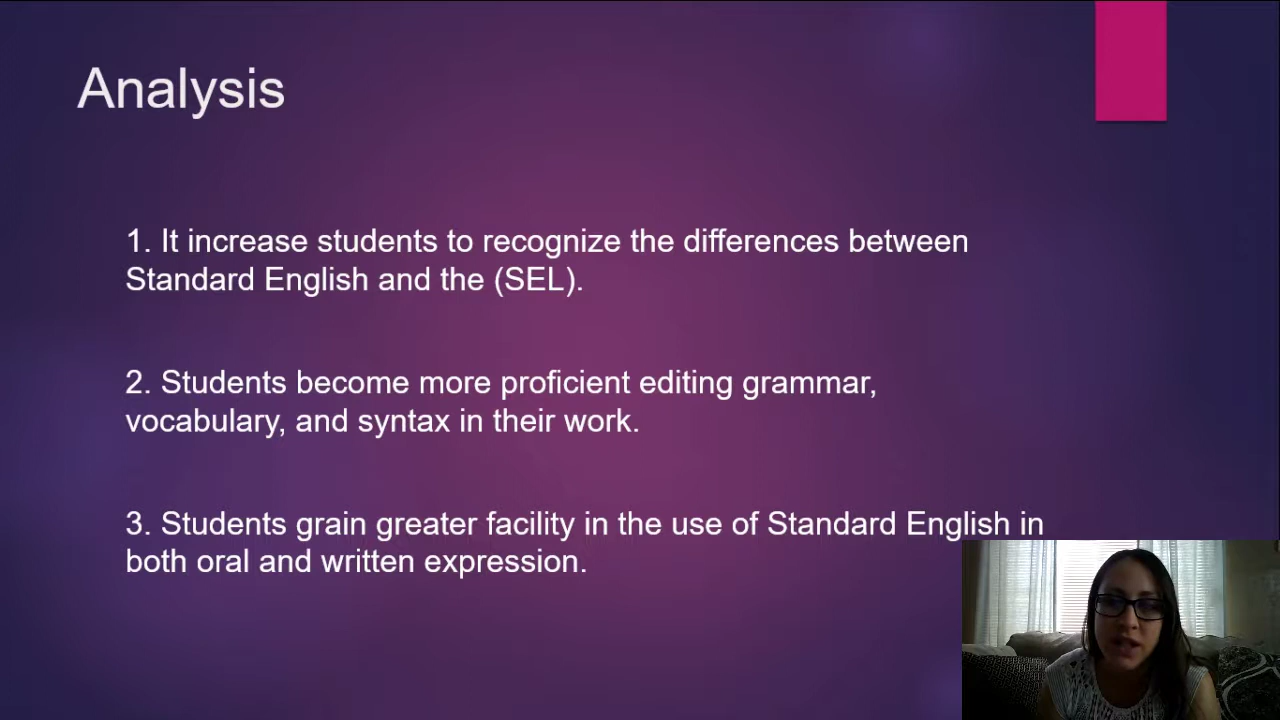 Analysis
1. It increase students to recognize the differences between
Standard English and the (SEL).
2. Students become more proficient editing grammar,
vocabulary, and syntax in their work.
3. Students grain greater facility in the use of Standard English in
both oral and written expression.